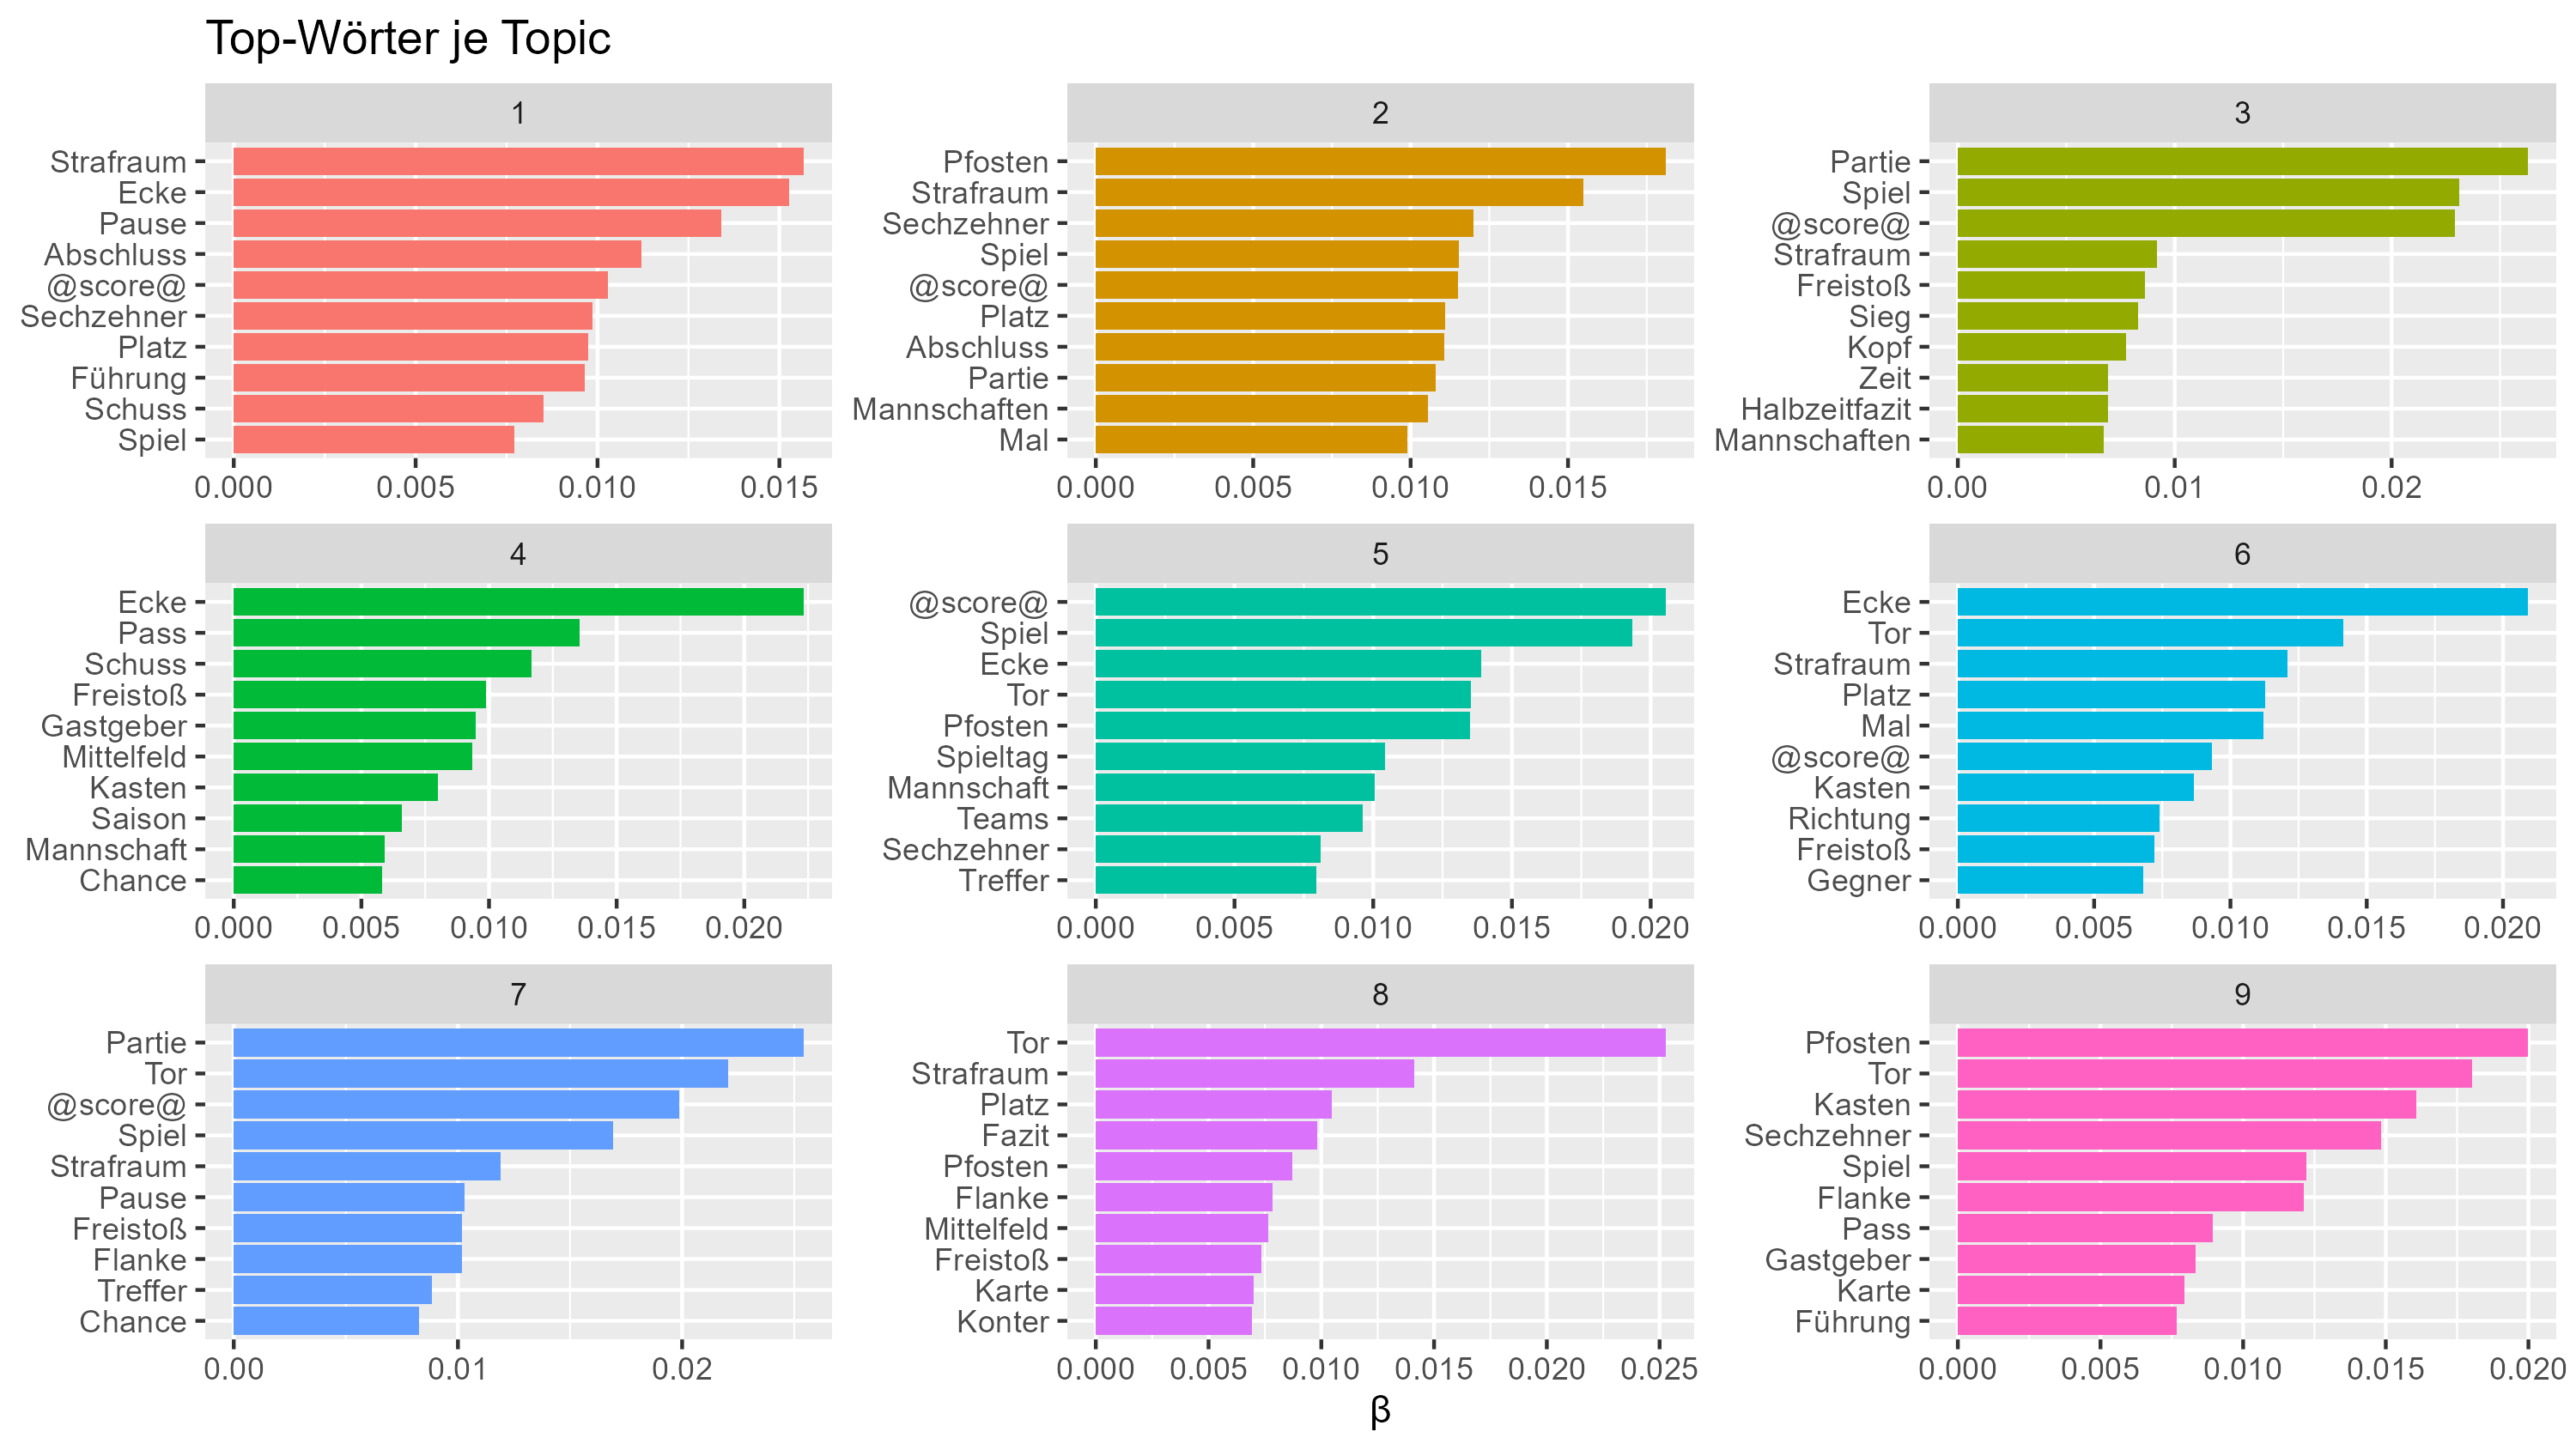 Top-Wörter je Topic
1
Strafraum
Ecke
Pause
Abschluss
@score@
Sechzehner
Platz
Führung
Schuss
Spiel
0.000 0.005 0.010 0.015
2
Pfosten
Strafraum
Sechzehner
Spiel
@score@
Platz
Abschluss
Partie
Mannschaften
Mal
0.000 0.005 0.010 0.015
3
Partie
Spiel
@score@
Strafraum
Freistoß
Sieg
Kopf
Zeit
Halbzeitfazit
Mannschaften
0.00 0.01 0.02
4
Ecke
Pass
Schuss
Freistoß
Gastgeber
Mittelfeld
Kasten
Saison
Mannschaft
Chance
0.000 0.005 0.010 0.015 0.020
5
@score@
Spiel
Ecke
Tor
Pfosten
Spieltag
Mannschaft
Teams
Sechzehner
Treffer
0.000 0.005 0.010 0.015 0.020
6
Ecke
Tor
Strafraum
Platz
Mal
@score@
Kasten
Richtung
Freistoß
Gegner
0.000 0.005 0.010 0.015 0.020
7
Partie
Tor
@score@
Spiel
Strafraum
Pause
Freistoß
Flanke
Treffer
Chance
0.00 0.01 0.02
8
Tor
Strafraum
Platz
Fazit
Pfosten
Flanke
Mittelfeld
Freistoß
Karte
Konter
0.000 0.005 0.010 0.015 0.020 0.025
9
Pfosten
Tor
Kasten
Sechzehner
Spiel
Flanke
Pass
Gastgeber
Karte
Führung
0.000 0.005 0.010 0.015 0.020
β